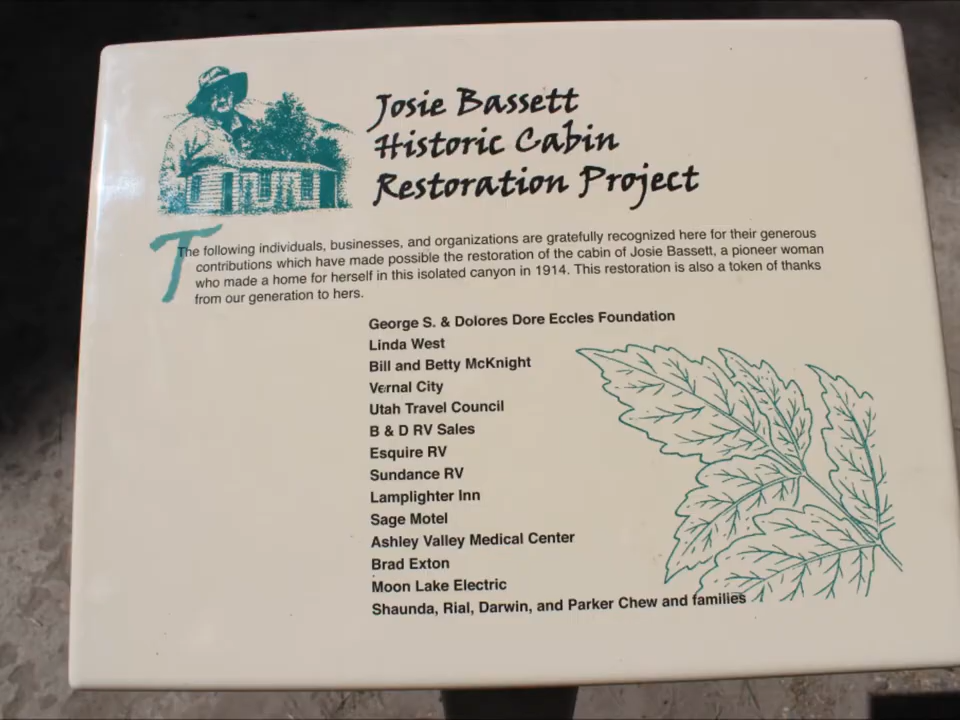 Josie Bassett
Historic Cabin
Restoration Project
The following individuals, businesses, and organizations are gratefully recognized here for their generous
contributions which have made possible the restoration of the cabin of Josie Bassett, a pioneer woman
who made a home for herself in this isolated canyon in 1914. This restoration is also a token of thanks
from our generation to hers.
George S. & Dolores Dore Eccles Foundation
Linda West
Bill and Betty McKnight
Vernal City
Utah Travel Council
B & D RV Sales
Esquire RV
Sundance RV
Lamplighter Inn
Sage Motel
Ashley Valley Medical Center
Brad Exton
Moon Lake Electric
Shaunda, Rial, Darwin, and Parker Chew and families